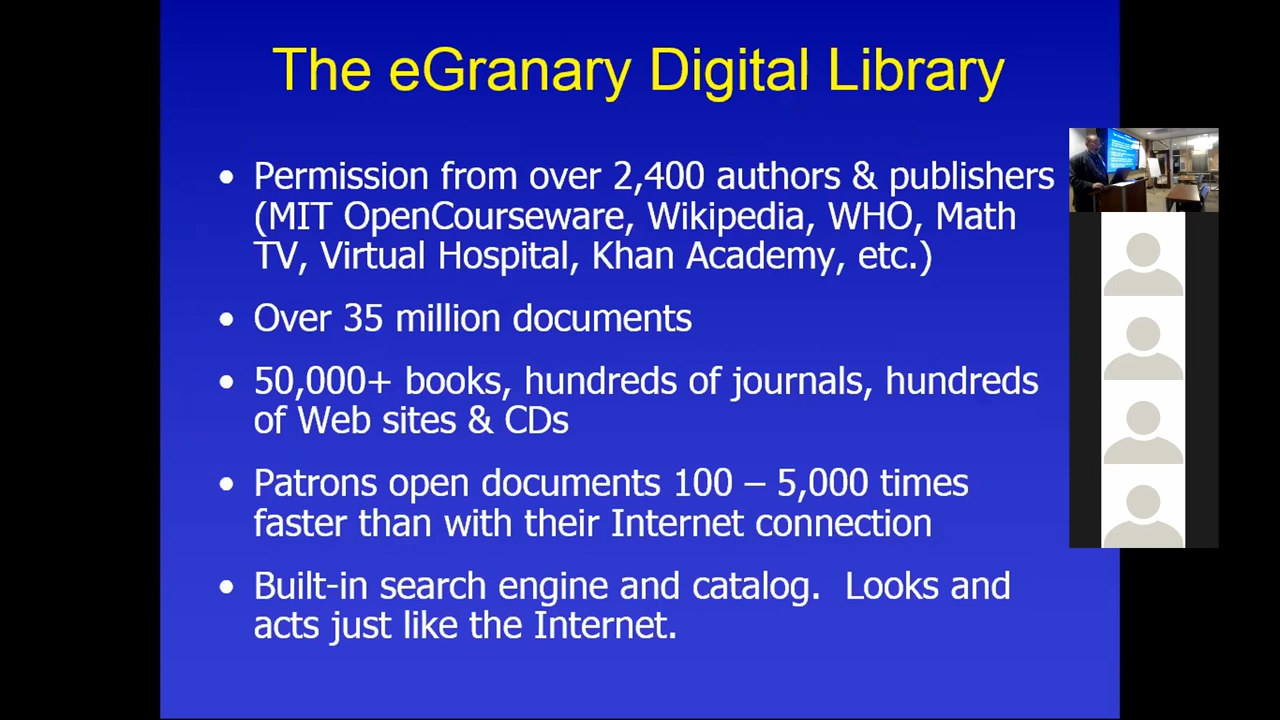 The eGranary Digital Library
• Permission from over 2,400 authors & publishers
(MIT OpenCourseware, Wikipedia, WHO, Math
TV, Virtual Hospital, Khan Academy, etc.)
• Over 35 million documents
• 50,000+ books, hundreds of journals, hundreds
of Web sites & CDs
• Patrons open documents 100 – 5,000 times
faster than with their Internet connection
• Built-in search engine and catalog.  Looks and
acts just like the Internet.